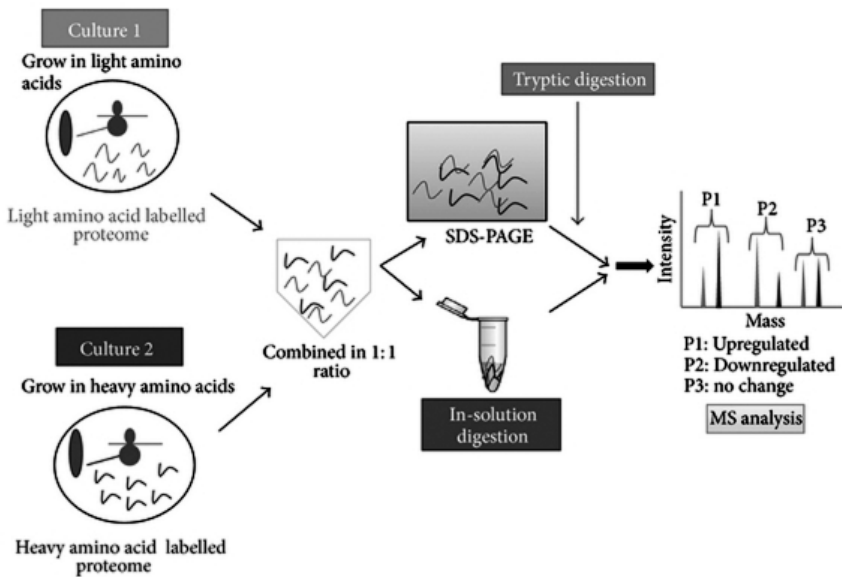 Culture 1
Grow in light amino
acids
Light amino acid labelled
proteome
Culture 2
Grow in heavy amino acids
Heavy amino acid labelled
proteome
Combined in 1:1
ratio
SDS-PAGE
In-solution
digestion
Tryptic digestion
Intensity
P1
P2
P3
Mass
P1: Upregulated
P2: Downregulated
P3: no change
MS analysis